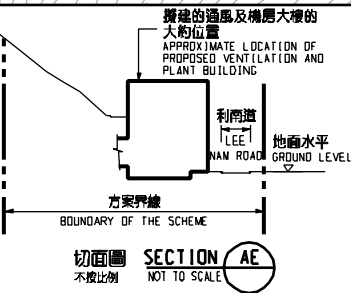 擬建的通風及機房大樓的
大約位置
APPROXIMATE LOCATION OF
PROPOSED VENTILATION AND
PLANT BUILDING
利南道
LEE
NAM ROAD
地面水平
GROUND LEVEL
方案界線
BOUNDARY OF THE SCHEME
切面圖 SECTION AE
不按比例 NOT TO SCALE